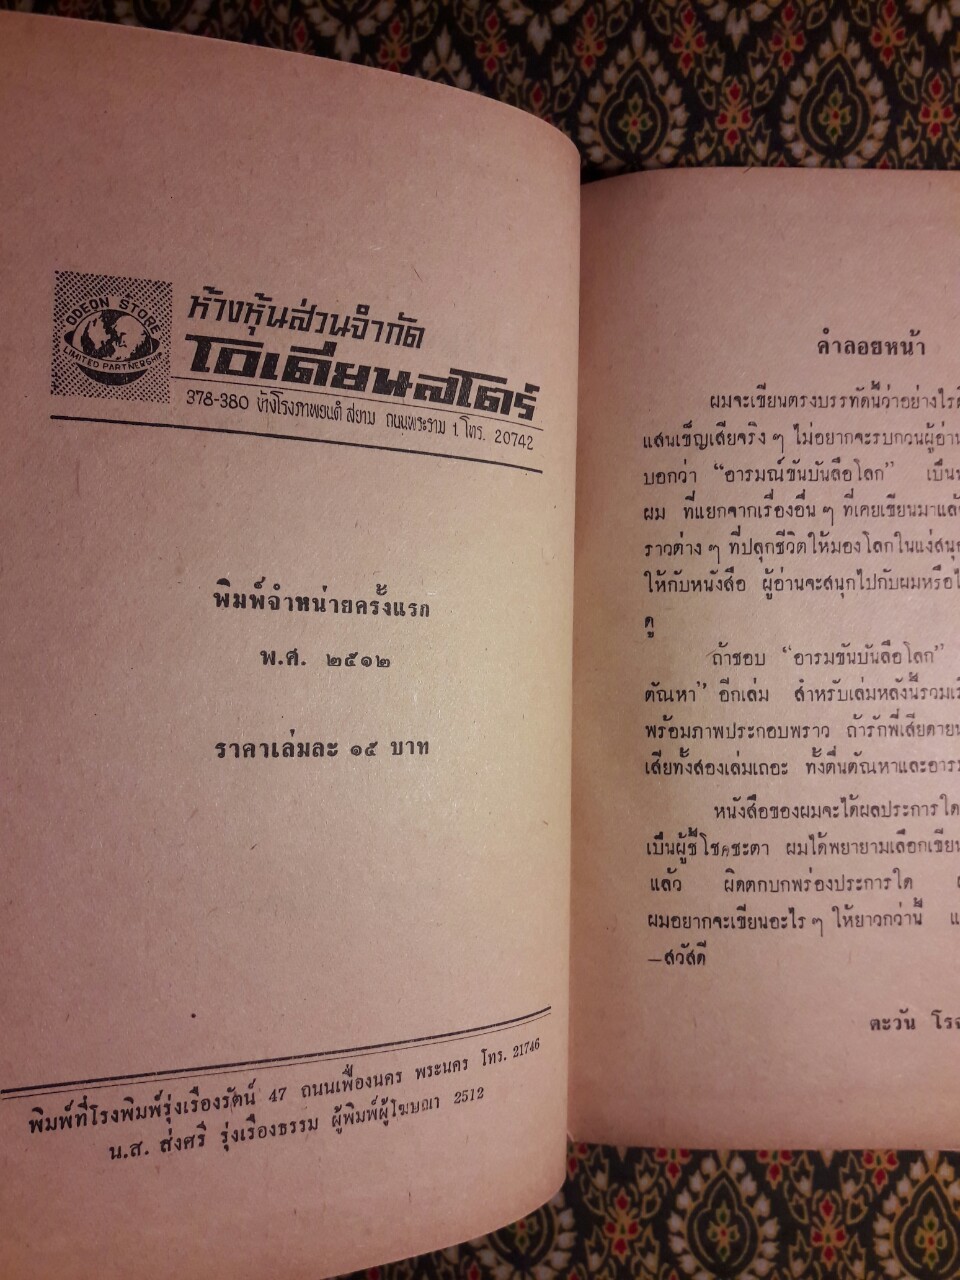 ODEON STORE
LIMITED PARTNERSHIP
ห้างหุ้นส่วนจำกัด
โอเดียนสโตร์
378-380 ข้างโรงภาพยนต์ สยาม ถนนพระราม 1. โทร. 20742
พิมพ์จำหน่ายครั้งแรก
พ.ศ. ๒๕๑๒
ราคาเล่มละ ๑๕ บาท
พิมพ์ที่โรงพิมพ์รุ่งเรืองรัตน์ 47 ถนนเฟื่องนคร พระนคร โทร. 21746
น.ส. ส่งศรี รุ่งเรืองธรรม ผู้พิมพ์ผู้โฆษณา 2512
คำลอยหน้า
ผมจะเขียนตรงบรรทัดนี้ว่าอย่างไร
แสนเข็ญเสียจริง ๆ ไม่อยากจะรบกวนผู้อ่าน
บอกว่า “อารมณ์ขันบันลือโลก” เป็น
ผม ที่แยกจากเรื่องอื่น ๆ ที่เคยเขียนมาแล้ว
ราวต่าง ๆ ที่ปลุกชีวิตให้มองโลกในแง่สนุก
ให้กับหนังสือ ผู้อ่านจะสนุกไปกับผมหรือ
ดู
ถ้าชอบ “อารมขันบันลือโลก”
ตัณหา” อีกเล่ม สำหรับเล่มหลังนี้รวม
พร้อมภาพประกอบพราว ถ้ารักพี่เสียดาย
เสียทั้งสองเล่มเถอะ ทั้งตื่นตัณหาและ
หนังสือของผมจะได้ผลประการใด
เป็นผู้ชี้โชคชะตา ผมได้พยายามเลือกเขียน
แล้ว ผิดตกบกพร่องประการใด
ผมอยากจะเขียนอะไร ๆ ให้ยาวกว่านี้
—สวัสดี
ตะวัน